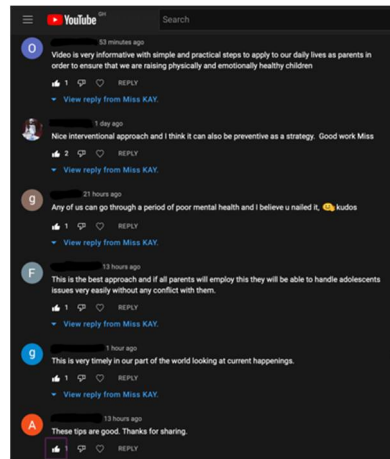 YouTube GH
Search
O
53 minutes ago
Video is very informative with simple and practical steps to apply to our daily lives as parents in
order to ensure that we are raising physically and emotionally healthy children
1 REPLY
View reply from Miss KAY.
1 day ago
Nice interventional approach and I think it can also be preventive as a strategy. Good work Miss
2 REPLY
View reply from Miss KAY.
g
21 hours ago
Any of us can go through a period of poor mental health and I believe u nailed it, 🙂 kudos
1 REPLY
View reply from Miss KAY.
F
13 hours ago
This is the best approach and if all parents will employ this they will be able to handle adolescents
issues very easily without any conflict with them.
1 REPLY
View reply from Miss KAY.
g
1 hour ago
This is very timely in our part of the world looking at current happenings.
1 REPLY
View reply from Miss KAY.
A
13 hours ago
These tips are good. Thanks for sharing.
1 REPLY